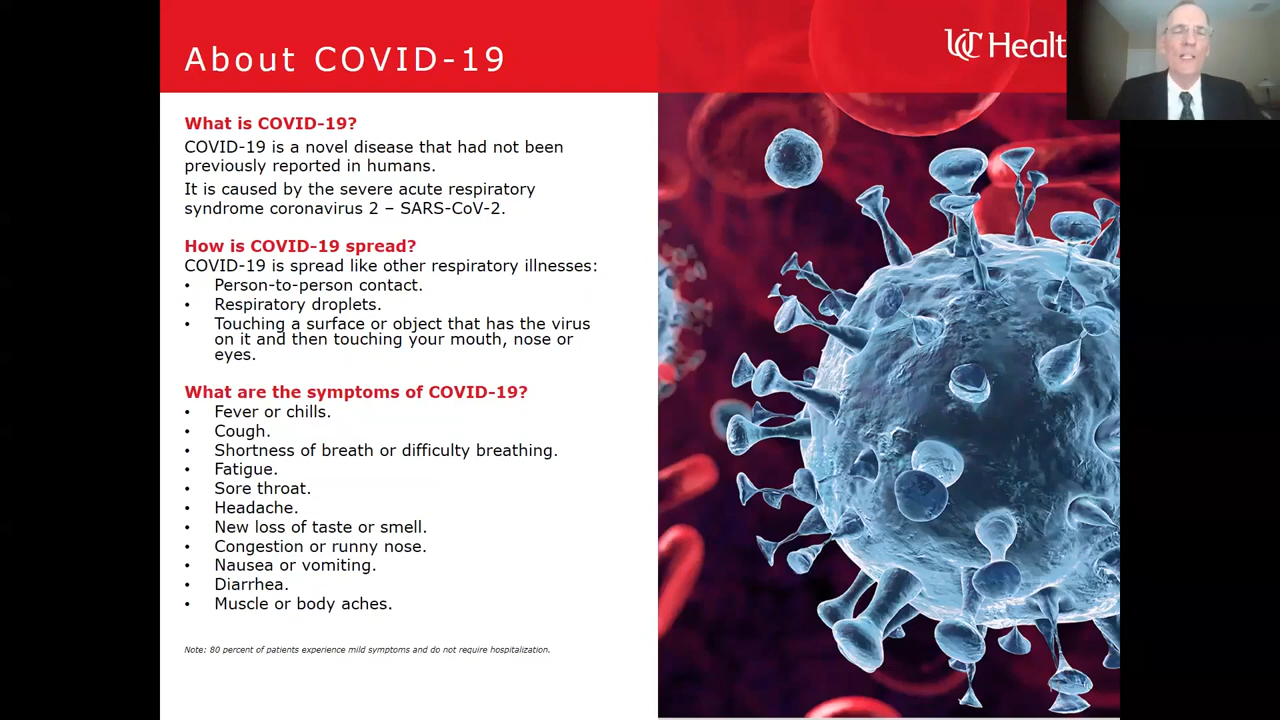 About COVID-19
UC Healt
What is COVID-19?
COVID-19 is a novel disease that had not been
previously reported in humans.
It is caused by the severe acute respiratory
syndrome coronavirus 2 – SARS-CoV-2.
How is COVID-19 spread?
COVID-19 is spread like other respiratory illnesses:
• Person-to-person contact.
• Respiratory droplets.
• Touching a surface or object that has the virus
on it and then touching your mouth, nose or
eyes.
What are the symptoms of COVID-19?
• Fever or chills.
• Cough.
• Shortness of breath or difficulty breathing.
• Fatigue.
• Sore throat.
• Headache.
• New loss of taste or smell.
• Congestion or runny nose.
• Nausea or vomiting.
• Diarrhea.
• Muscle or body aches.
Note: 80 percent of patients experience mild symptoms and do not require hospitalization.